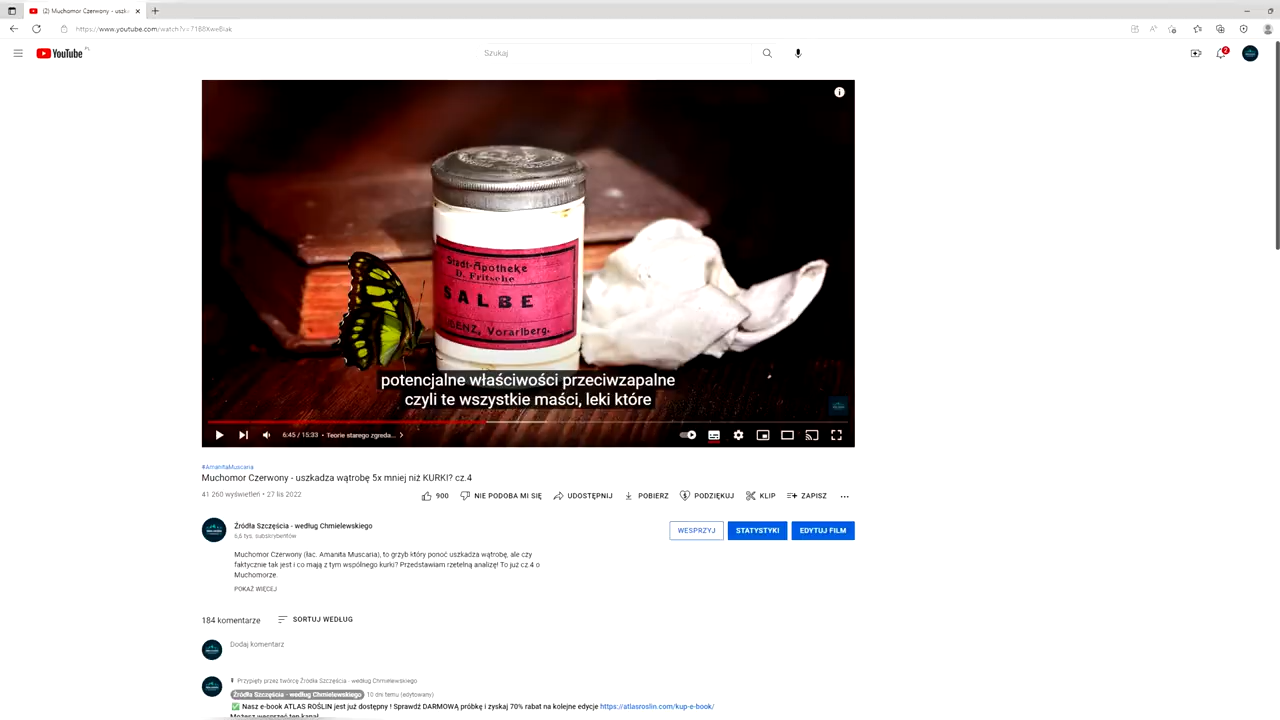 (2) Muchomor Czerwony - uszk
https://www.youtube.com/watch?v=
YouTube PL
Szukaj
2
Stadt-Apotheke
D. Fritsche
SALBE
GENZ, Vorarlberg.
potencjalne właściwości przeciwzapalne
czyli te wszystkie maści, leki które
6:45 / 15:33 • Teorie starego zgreda...
#AmanitaMuscaria
Muchomor Czerwony - uszkadza wątrobę 5x mniej niż KURKI? cz.4
41 260 wyświetleń • 27 lis 2022
900 NIE PODOBA MI SIĘ UDOSTĘPNIJ POBIERZ PODZIĘKUJ KLIP ZAPISZ ...
Źródła Szczęścia - według Chmielewskiego
6,6 tys. subskrybentów
WESPRZYJ STATYSTYKI EDYTUJ FILM
Muchomor Czerwony (łac. Amanita Muscaria), to grzyb który ponoć uszkadza wątrobę, ale czy
faktycznie tak jest i co mają z tym wspólnego kurki? Przedstawiam rzetelną analizę! To już cz.4 o
Muchomorze.
POKAŻ WIĘCEJ
184 komentarze SORTUJ WEDŁUG
Dodaj komentarz
Przypięty przez twórcę Źródła Szczęścia - według Chmielewskiego
Źródła Szczęścia - według Chmielewskiego 10 dni temu (edytowany)
✅ Nasz e-book ATLAS ROŚLIN jest już dostępny ! Sprawdź DARMOWĄ próbkę i zyskaj 70% rabat na kolejne edycje https://atlasroslin.com/kup-e-book/
Możesz wesprzeć ten kanał